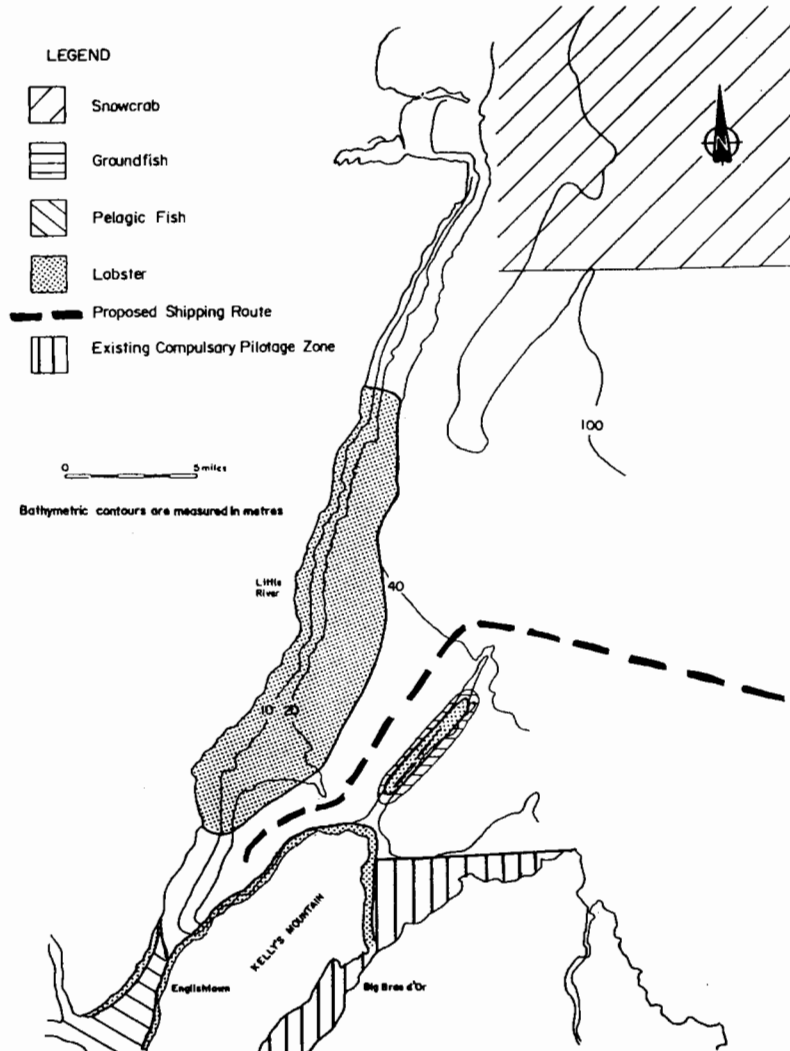 LEGEND
Snowcrab
Groundfish
Pelagic Fish
Lobster
Proposed Shipping Route
Existing Compulsary Pilotage Zone
N
0 5 miles
Bathymetric contours are measured in metres
100
Little
River
40
10 20
KELLY'S MOUNTAIN
Englishtown
Big Bras d'Or